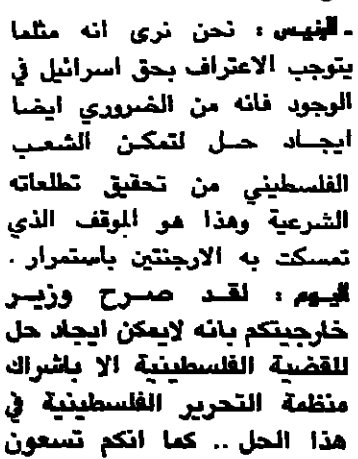 ـ الرئيس : نحن نرى انه مثلما
يتوجب الاعتراف بحق اسرائيل في
الوجود فانه من الضروري ايضا
ايجاد حل لتمكن الشعب
الفلسطيني من تحقيق تطلعاته
الشرعية وهذا هو الموقف الذي
تمسكت به الارجنتين باستمرار .
اليوم : لقد صرح وزير
خارجيتكم بانه لايمكن ايجاد حل
للقضية الفلسطينية الا باشراك
منظمة التحرير الفلسطينية في
هذا الحل .. كما انكم تسعون